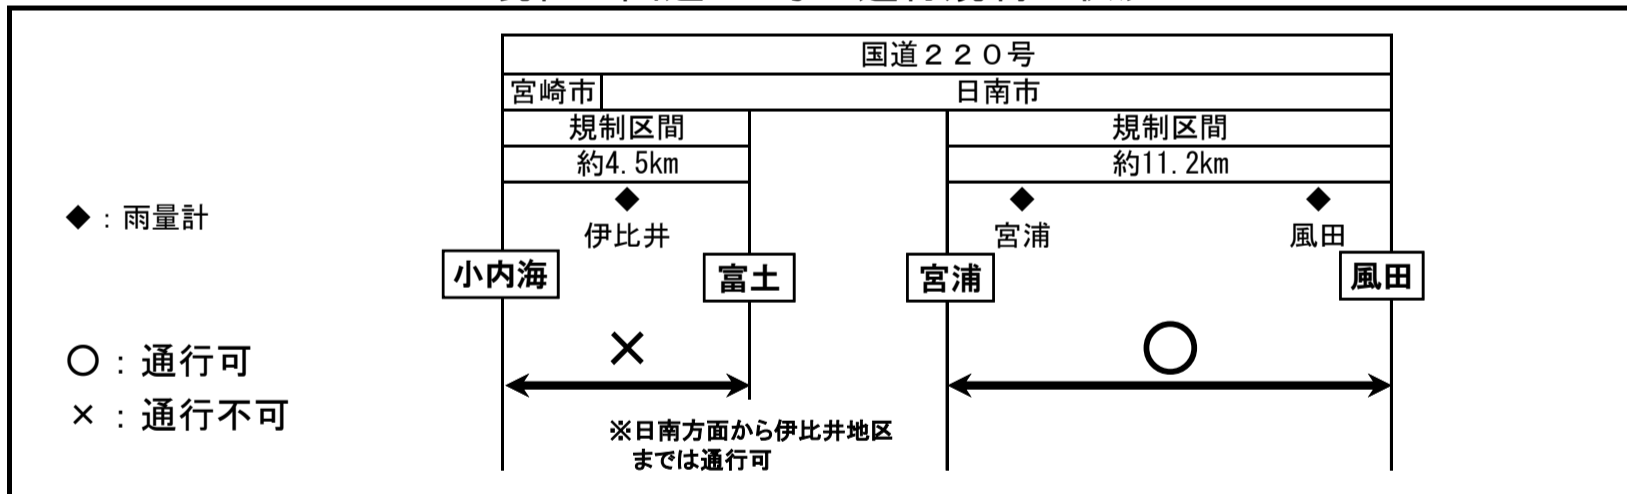 国道２２０号
宮崎市 日南市
規制区間 規制区間
約4.5km 約11.2km
◆：雨量計
伊比井 宮浦 風田
小内海 富土 宮浦 風田
× ○
○：通行可
×：通行不可
※日南方面から伊比井地区
までは通行可